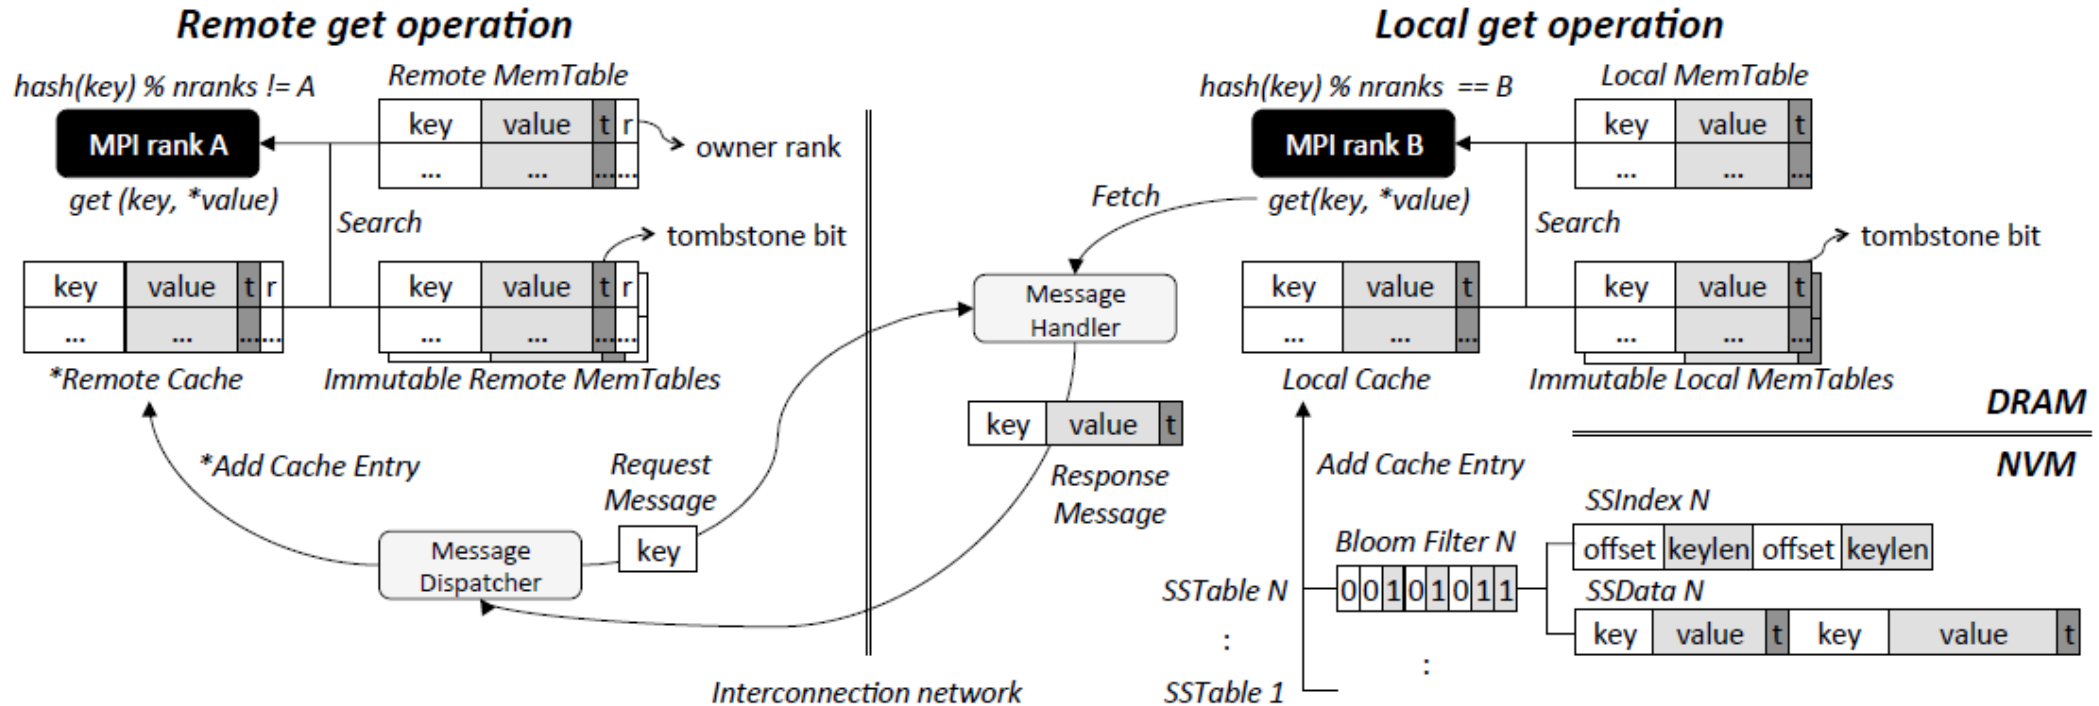 Remote get operation
hash(key) % nranks != A
MPI rank A
get (key, *value)
Remote MemTable
key value t r
... ... ... ...
owner rank
Search
tombstone bit
key value t r
... ... ... ...
*Remote Cache
key value t r
... ... ... ...
Immutable Remote MemTables
*Add Cache Entry
Request
Message
key
Message
Dispatcher
Interconnection network
Local get operation
hash(key) % nranks == B
MPI rank B
get(key, *value)
Fetch
Message
Handler
key value t
Response
Message
Local MemTable
key value t
... ... ...
Search
tombstone bit
key value t
... ... ...
Local Cache
key value t
... ... ...
Immutable Local MemTables
DRAM
NVM
Add Cache Entry
SSIndex N
offset keylen offset keylen
Bloom Filter N
SSTable N
0 0 1 0 1 0 1 1
SSData N
key value t key value t
:
:
SSTable 1